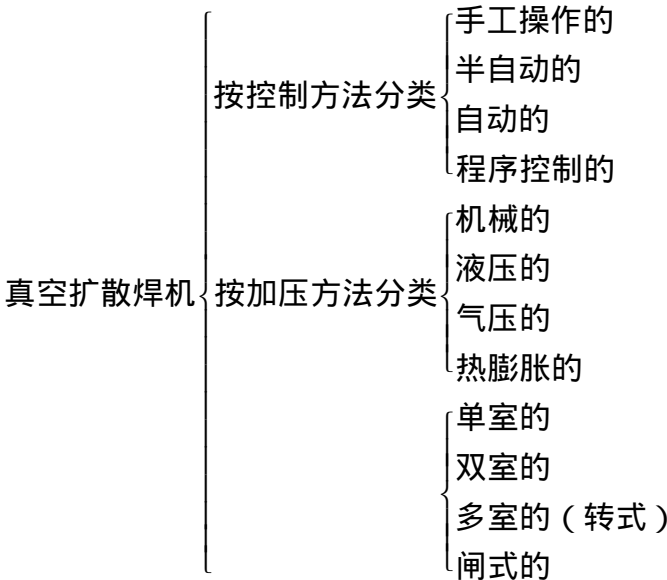 手工操作的
半自动的
按控制方法分类
自动的
程序控制的
机械的
液压的
真空扩散焊机
按加压方法分类
气压的
热膨胀的
单室的
双室的
多室的（转式）
闸式的